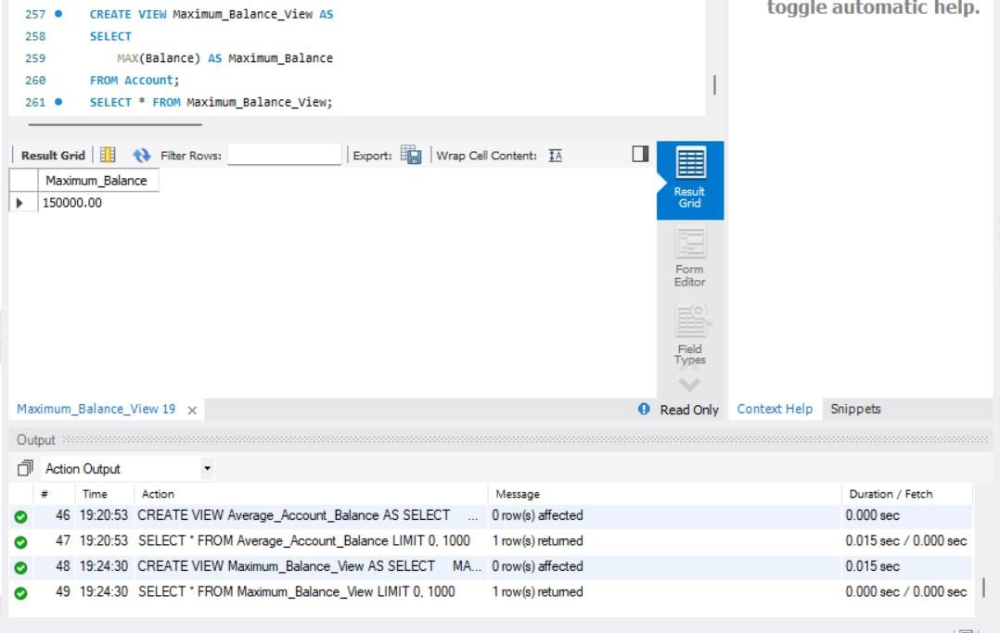 toggle automatic help.
257 CREATE VIEW Maximum_Balance_View AS
258 SELECT
259 MAX(Balance) AS Maximum_Balance
260 FROM Account;
261 SELECT * FROM Maximum_Balance_View;
Result Grid Filter Rows: Export: Wrap Cell Content: IA
Maximum_Balance
150000.00
Result
Grid
Form
Editor
Field
Types
Maximum_Balance_View 19 × Read Only Context Help Snippets
Output
Action Output
# Time Action Message Duration / Fetch
46 19:20:53 CREATE VIEW Average_Account_Balance AS SELECT ... 0 row(s) affected 0.000 sec
47 19:20:53 SELECT * FROM Average_Account_Balance LIMIT 0, 1000 1 row(s) returned 0.015 sec / 0.000 sec
48 19:24:30 CREATE VIEW Maximum_Balance_View AS SELECT MA... 0 row(s) affected 0.015 sec
49 19:24:30 SELECT * FROM Maximum_Balance_View LIMIT 0, 1000 1 row(s) returned 0.000 sec / 0.000 sec